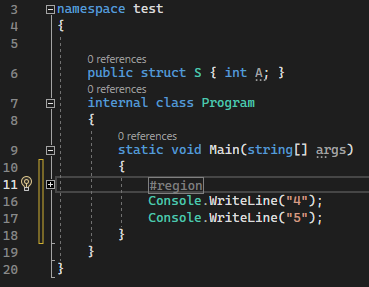 3 namespace test
4 {
5
0 references
6 public struct S { int A; }
0 references
7 internal class Program
8 {
0 references
9 static void Main(string[] args)
10 {
11 #region
16 Console.WriteLine("4");
17 Console.WriteLine("5");
18 }
19 }
20 }